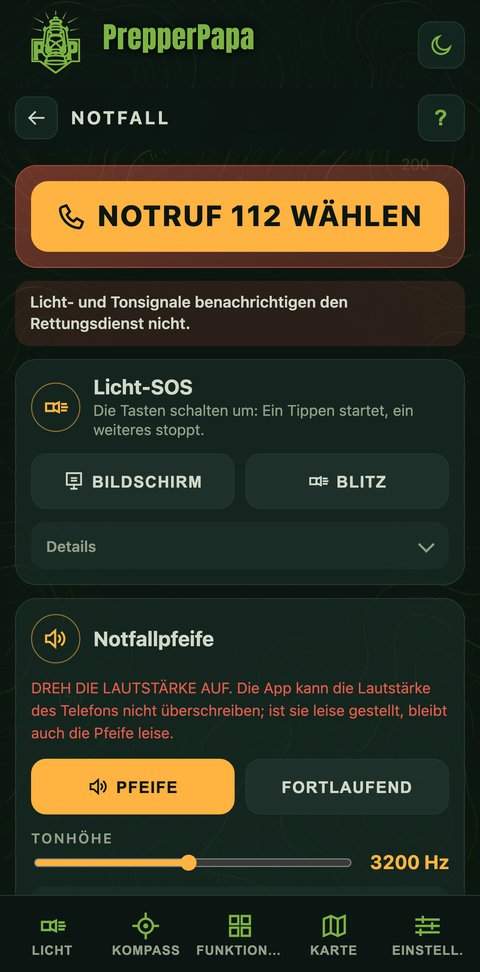 PrepperPapa
NOTFALL
?
200
NOTRUF 112 WÄHLEN
Licht- und Tonsignale benachrichtigen den
Rettungsdienst nicht.
Licht-SOS
Die Tasten schalten um: Ein Tippen startet, ein
weiteres stoppt.
BILDSCHIRM
BLITZ
Details
Notfallpfeife
DREH DIE LAUTSTÄRKE AUF. Die App kann die Lautstärke
des Telefons nicht überschreiben; ist sie leise gestellt, bleibt
auch die Pfeife leise.
PFEIFE
FORTLAUFEND
TONHÖHE
3200 Hz
LICHT
KOMPASS
FUNKTION...
KARTE
EINSTELL.